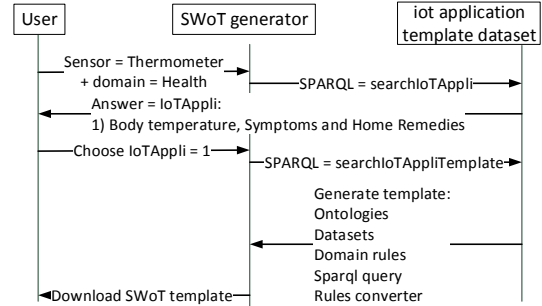 User
SWoT generator
iot application
template dataset
Sensor = Thermometer
+ domain = Health
SPARQL = searchIoTAppli
Answer = IoTAppli:
1) Body temperature, Symptoms and Home Remedies
Choose IoTAppli = 1
SPARQL = searchIoTAppliTemplate
Generate template:
Ontologies
Datasets
Domain rules
Sparql query
Rules converter
Download SWoT template